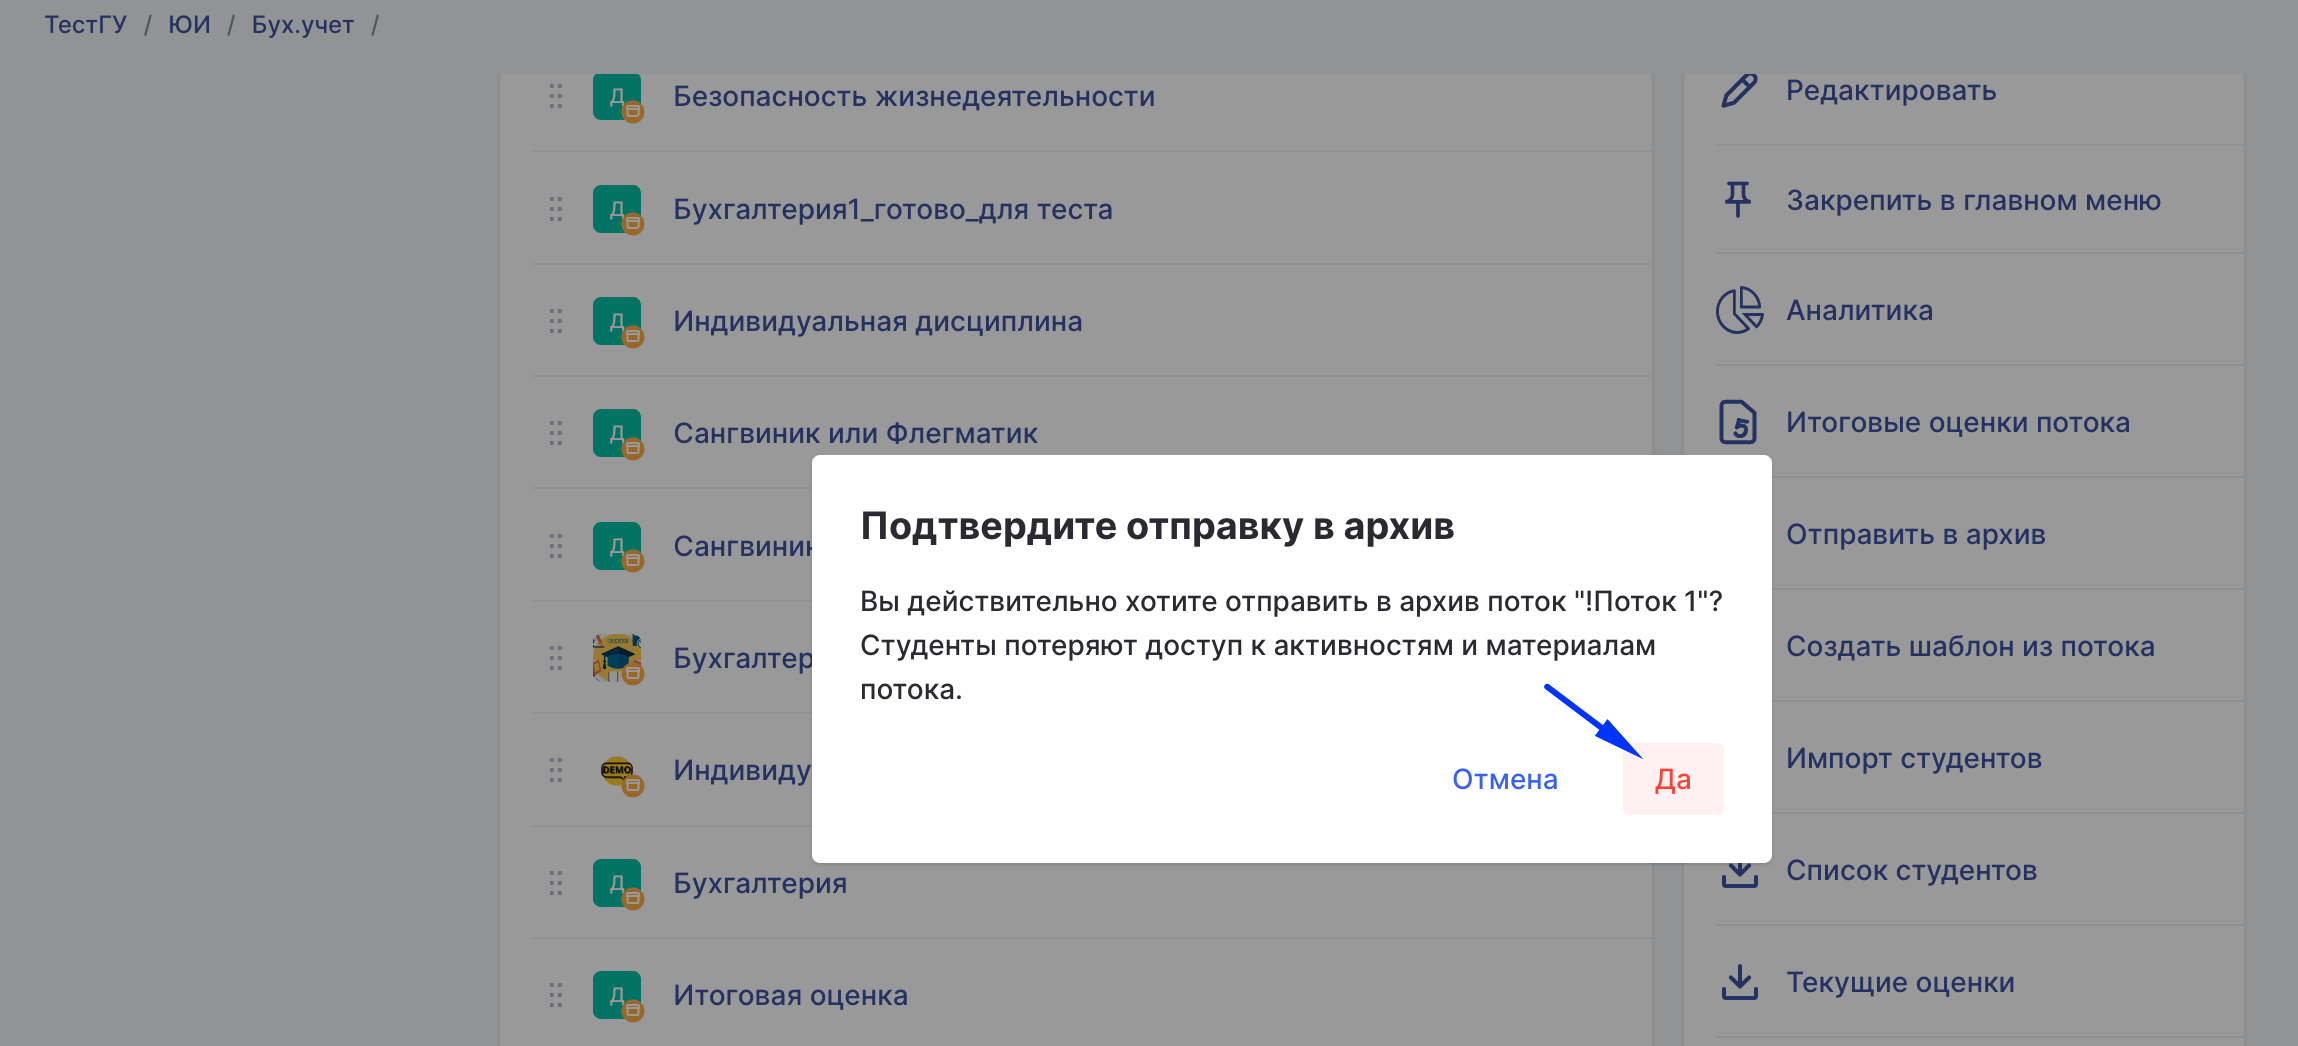 ТестГУ / ЮИ / Бух.учет /
Д Безопасность жизнедеятельности
Д Бухгалтерия1_готово_для теста
Д Индивидуальная дисциплина
Д Сангвиник или Флегматик
Д Сангвиник
Бухгалтер
DEMO Индивиду
Д Бухгалтерия
Д Итоговая оценка
Подтвердите отправку в архив
Вы действительно хотите отправить в архив поток "!Поток 1"?
Студенты потеряют доступ к активностям и материалам
потока.
Отмена Да
Редактировать
Закрепить в главном меню
Аналитика
5 Итоговые оценки потока
Отправить в архив
Создать шаблон из потока
Импорт студентов
Список студентов
Текущие оценки